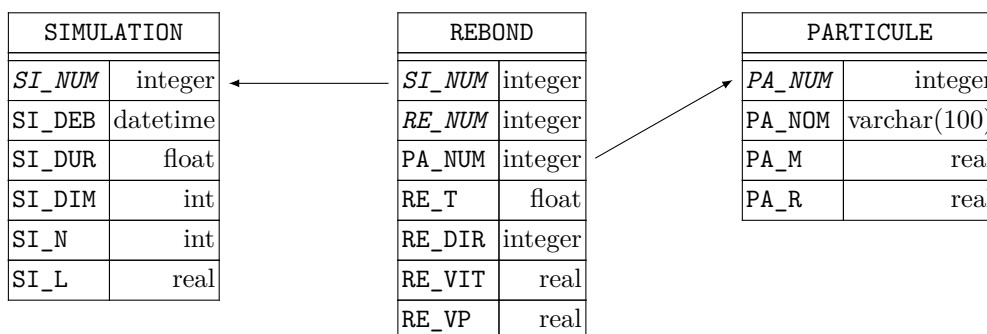 SIMULATION
SI_NUM integer
SI_DEB datetime
SI_DUR float
SI_DIM int
SI_N int
SI_L real
REBOND
SI_NUM integer
RE_NUM integer
PA_NUM integer
RE_T float
RE_DIR integer
RE_VIT real
RE_VP real
PARTICULE
PA_NUM integer
PA_NOM varchar(100)
PA_M real
PA_R real